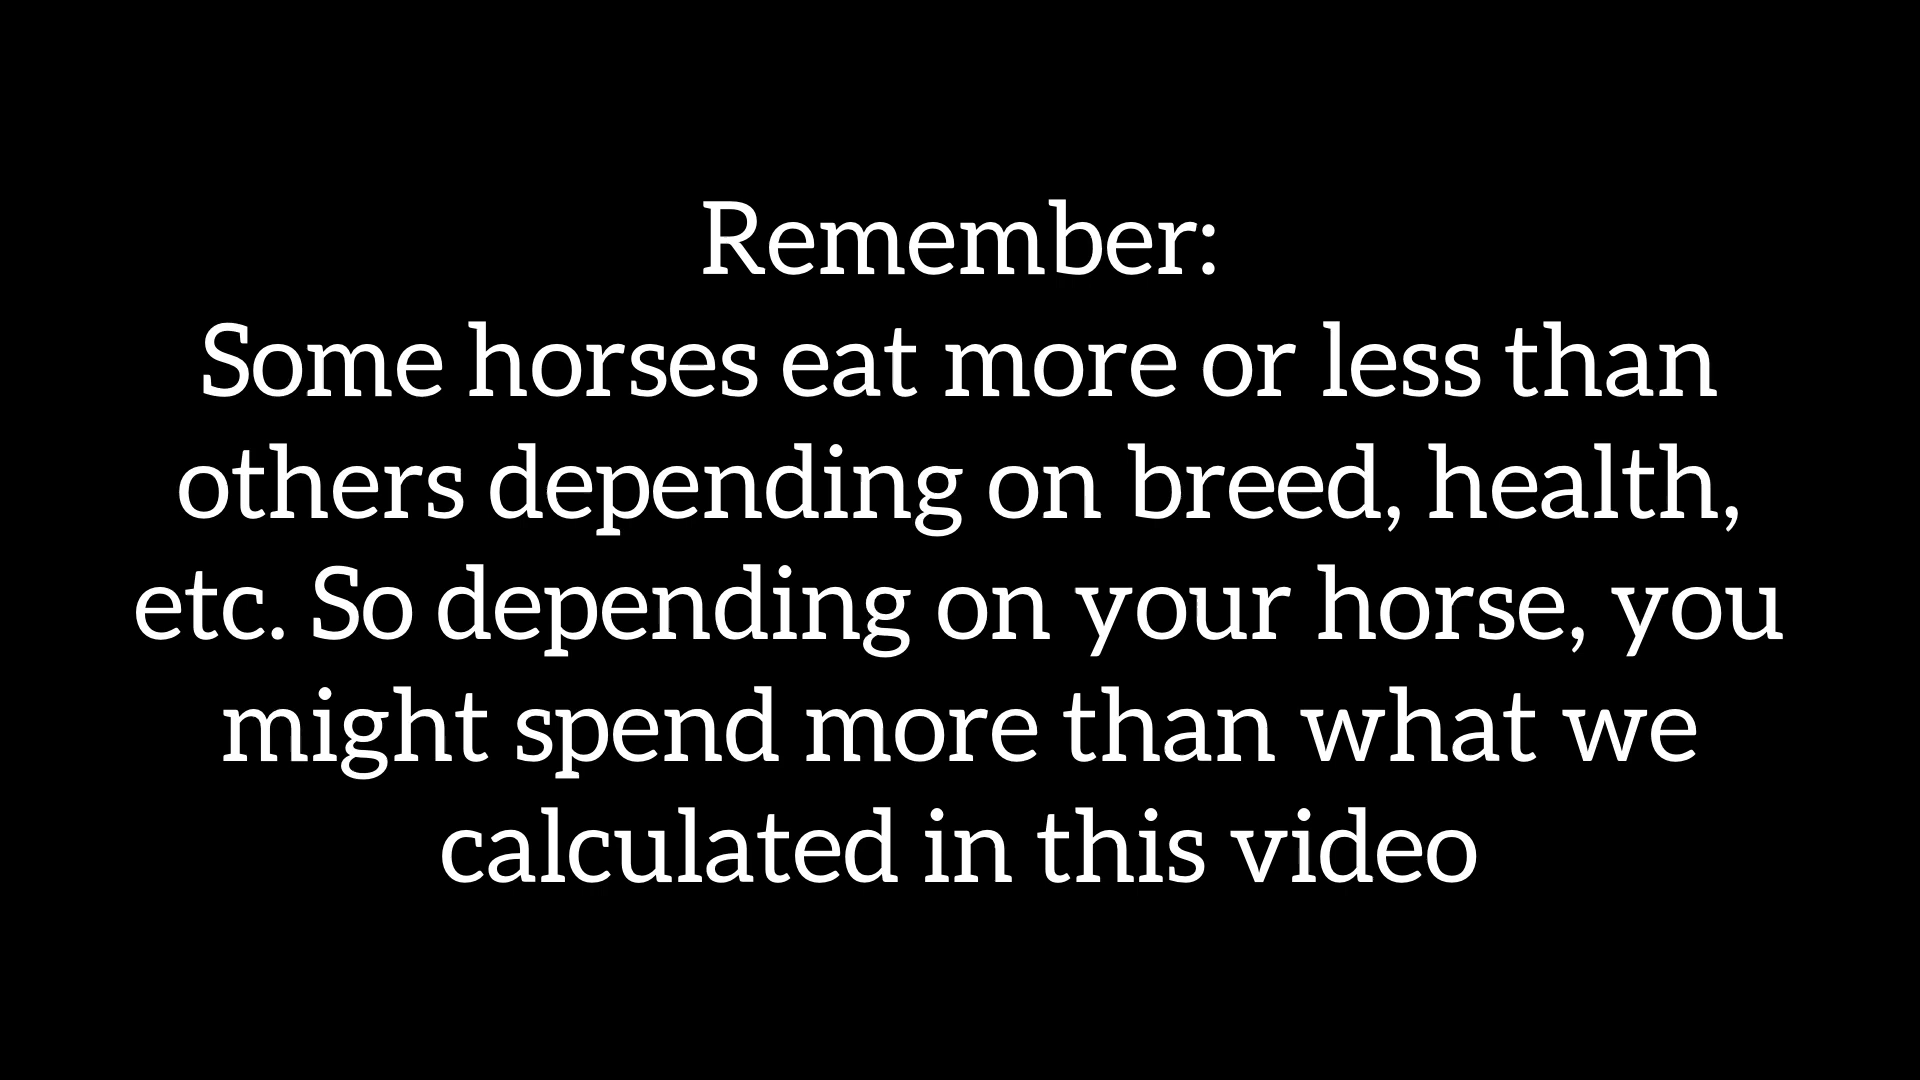 Remember:
Some horses eat more or less than
others depending on breed, health,
etc. So depending on your horse, you
might spend more than what we
calculated in this video